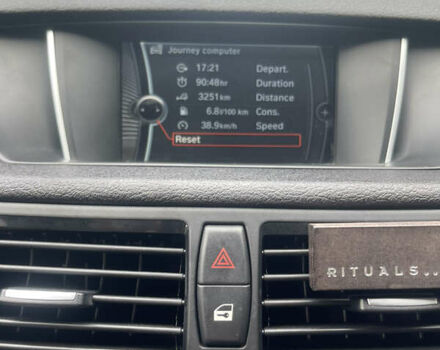 Journey computer
17:21 Depart.
90:48hr Duration
3251km Distance
6.8l/100 km Cons.
38.9km/h Speed
Reset
RITUALS...